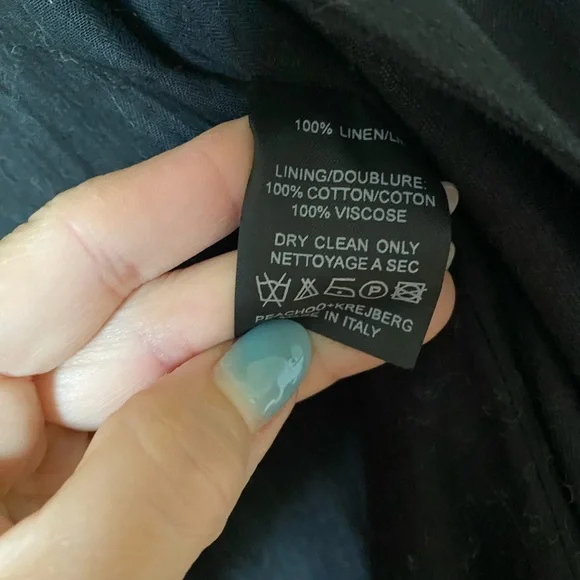 100% LINEN/
LINING/DOUBLURE:
100% COTTON/COTON
100% VISCOSE
DRY CLEAN ONLY
NETTOYAGE A SEC
PEACHOO+KREJBERG
IN ITALY